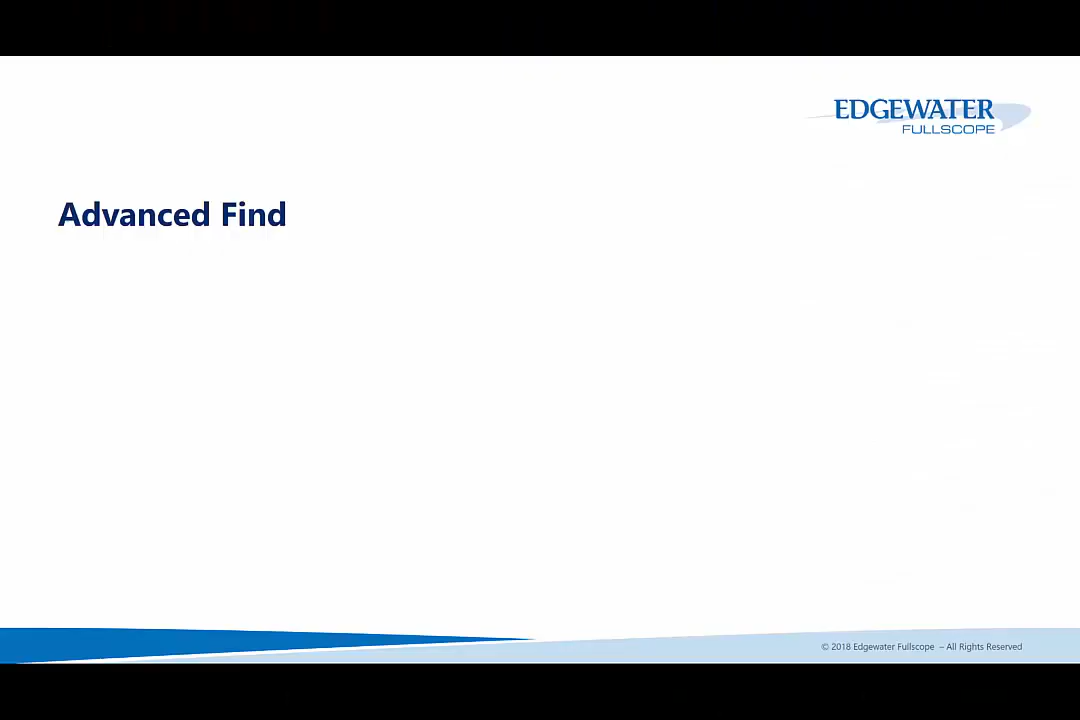 EDGEWATER
FULLSCOPE
Advanced Find
© 2018 Edgewater Fullscope – All Rights Reserved